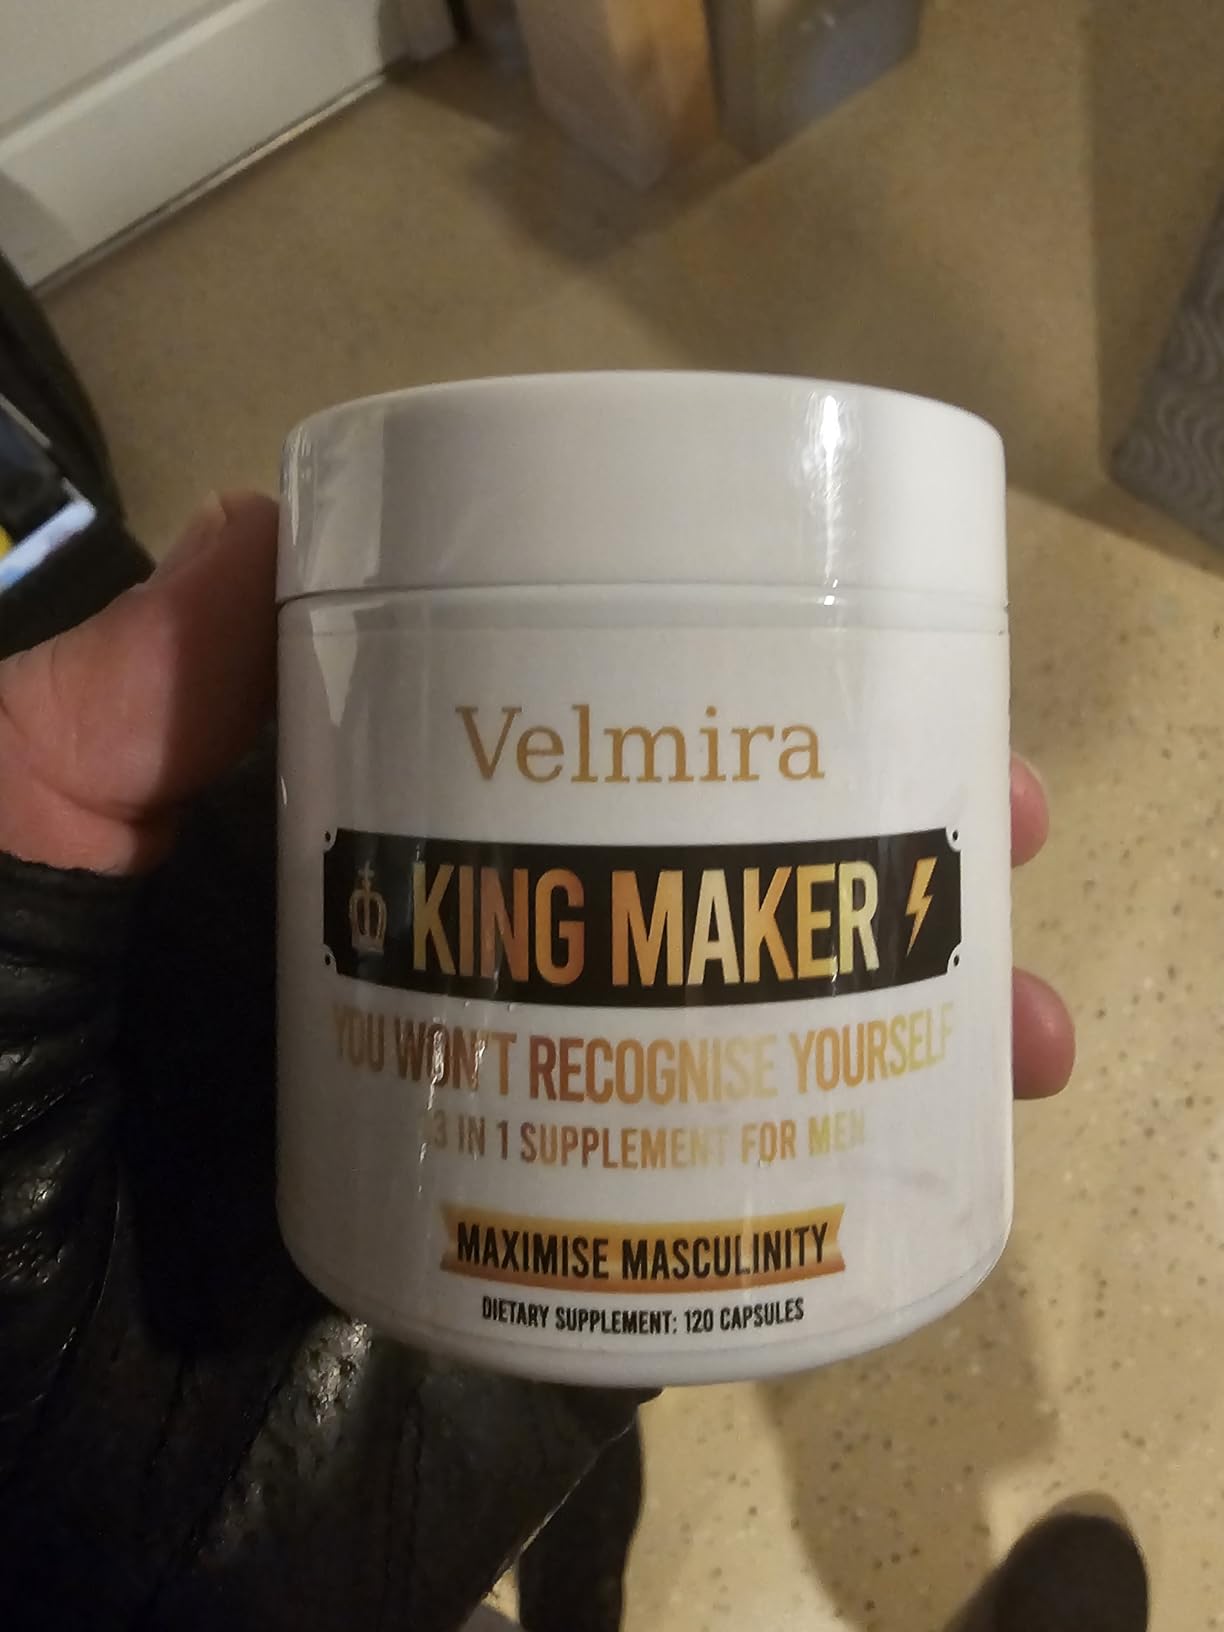 Velmira
KING MAKER
YOU WON'T RECOGNISE YOURSELF
3 IN 1 SUPPLEMENT FOR MEN
MAXIMISE MASCULINITY
DIETARY SUPPLEMENT: 120 CAPSULES